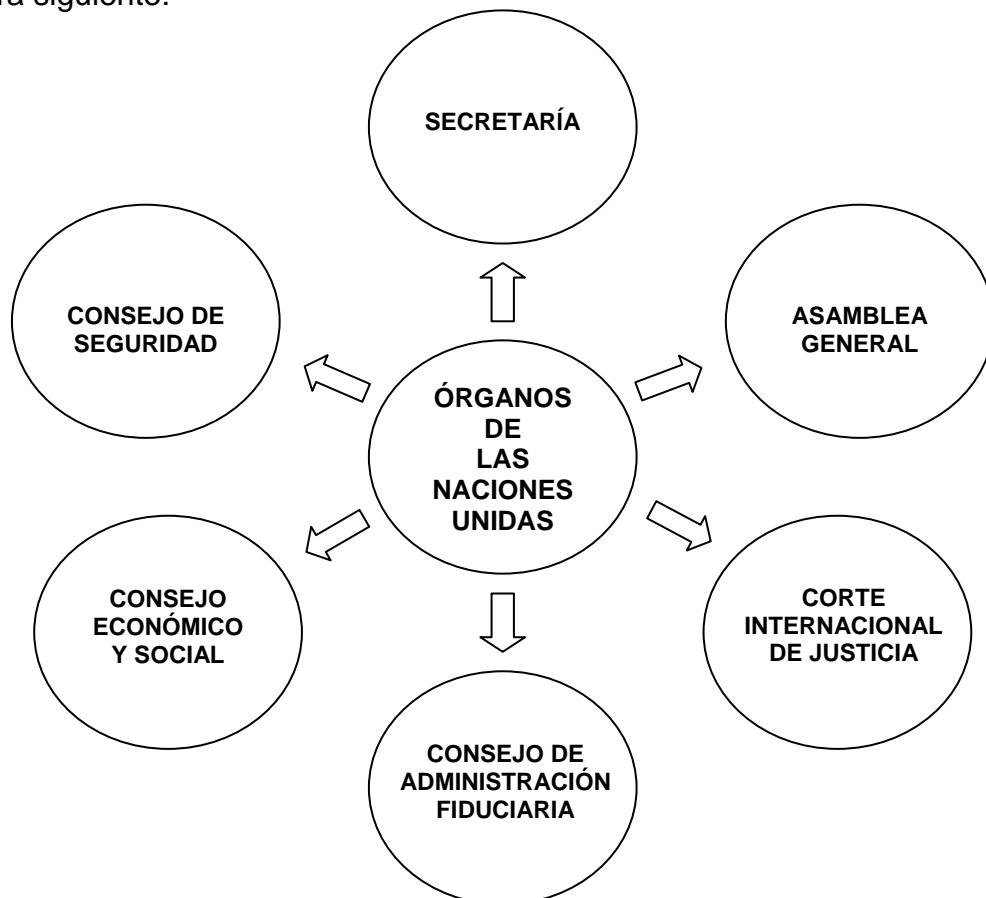 ra siguiente:
SECRETARÍA
CONSEJO DE
SEGURIDAD
ASAMBLEA
GENERAL
ÓRGANOS
DE
LAS
NACIONES
UNIDAS
CONSEJO
ECONÓMICO
Y SOCIAL
CORTE
INTERNACIONAL
DE JUSTICIA
CONSEJO DE
ADMINISTRACIÓN
FIDUCIARIA